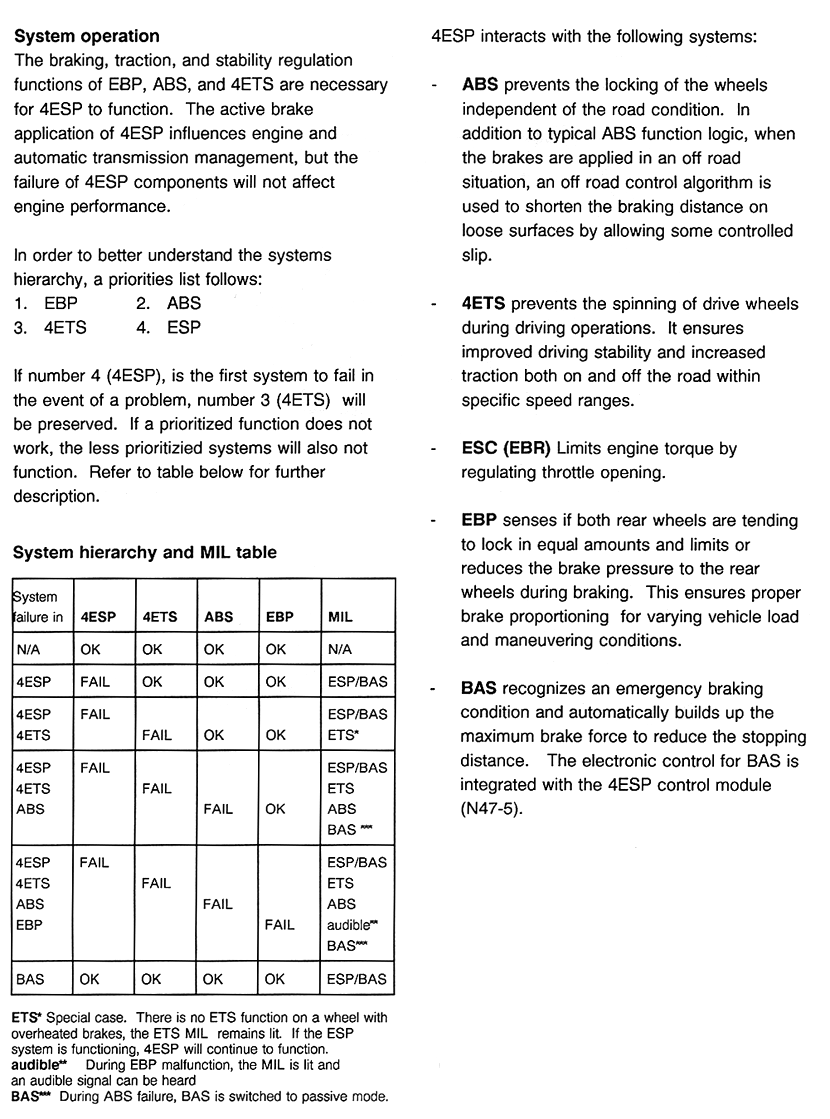 System operation
The braking, traction, and stability regulation
functions of EBP, ABS, and 4ETS are necessary
for 4ESP to function. The active brake
application of 4ESP influences engine and
automatic transmission management, but the
failure of 4ESP components will not affect
engine performance.
In order to better understand the systems
hierarchy, a priorities list follows:
1. EBP 2. ABS
3. 4ETS 4. ESP
If number 4 (4ESP), is the first system to fail in
the event of a problem, number 3 (4ETS) will
be preserved. If a prioritized function does not
work, the less prioritizied systems will also not
function. Refer to table below for further
description.
System hierarchy and MIL table
System
failure in 4ESP 4ETS ABS EBP MIL
N/A OK OK OK OK N/A
4ESP FAIL OK OK OK ESP/BAS
4ESP FAIL ESP/BAS
4ETS FAIL OK OK ETS*
4ESP FAIL ESP/BAS
4ETS FAIL ETS
ABS FAIL OK ABS
BAS ***
4ESP FAIL ESP/BAS
4ETS FAIL ETS
ABS FAIL ABS
EBP FAIL audible**
BAS***
BAS OK OK OK OK ESP/BAS
ETS* Special case. There is no ETS function on a wheel with
overheated brakes, the ETS MIL remains lit. If the ESP
system is functioning, 4ESP will continue to function.
audible** During EBP malfunction, the MIL is lit and
an audible signal can be heard
BAS*** During ABS failure, BAS is switched to passive mode.
4ESP interacts with the following systems:
- ABS prevents the locking of the wheels
independent of the road condition. In
addition to typical ABS function logic, when
the brakes are applied in an off road
situation, an off road control algorithm is
used to shorten the braking distance on
loose surfaces by allowing some controlled
slip.
- 4ETS prevents the spinning of drive wheels
during driving operations. It ensures
improved driving stability and increased
traction both on and off the road within
specific speed ranges.
- ESC (EBR) Limits engine torque by
regulating throttle opening.
- EBP senses if both rear wheels are tending
to lock in equal amounts and limits or
reduces the brake pressure to the rear
wheels during braking. This ensures proper
brake proportioning for varying vehicle load
and maneuvering conditions.
- BAS recognizes an emergency braking
condition and automatically builds up the
maximum brake force to reduce the stopping
distance. The electronic control for BAS is
integrated with the 4ESP control module
(N47-5).